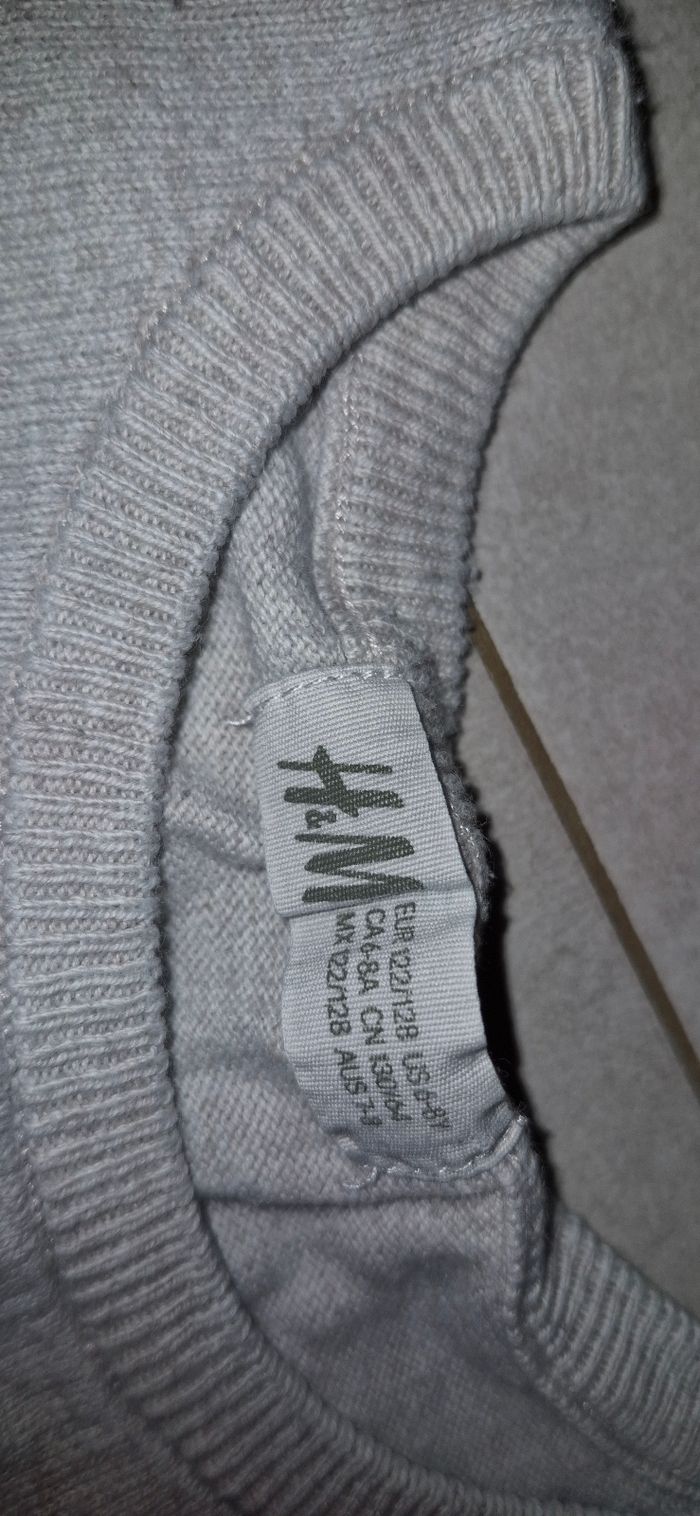 H&M
EUR 122/128 US 6-8Y
CA 6-8A CN 130/64
MX 122/128 AUS 7-8